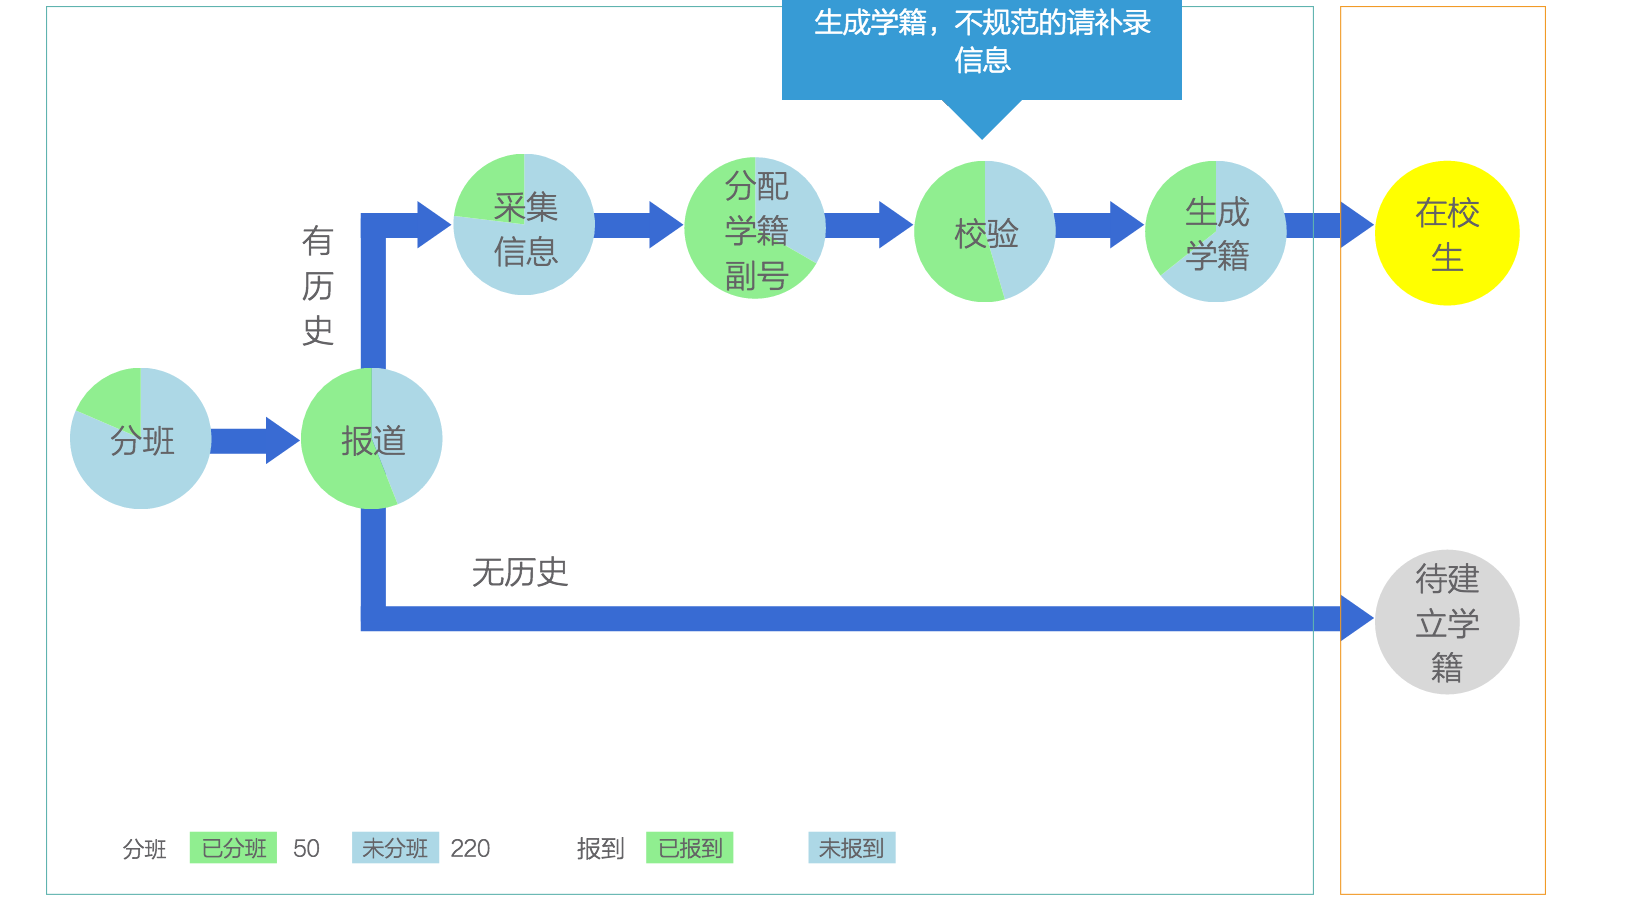 生成学籍，不规范的请补录
信息
有
历
史
采集
信息
分配
学籍
副号
校验
生成
学籍
在校
生
分班
报道
无历史
待建
立学
籍
分班 已分班 50 未分班 220 报到 已报到 未报到